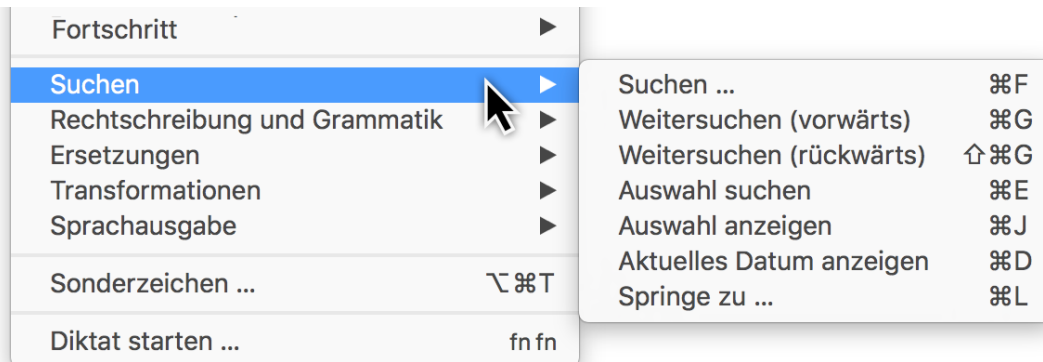 Fortschritt ▶
Suchen ▶
Rechtschreibung und Grammatik ▶
Ersetzungen ▶
Transformationen ▶
Sprachausgabe ▶
Sonderzeichen ... ⌥⌘T
Diktat starten ... fn fn
Suchen ... ⌘F
Weitersuchen (vorwärts) ⌘G
Weitersuchen (rückwärts) ⇧⌘G
Auswahl suchen ⌘E
Auswahl anzeigen ⌘J
Aktuelles Datum anzeigen ⌘D
Springe zu ... ⌘L